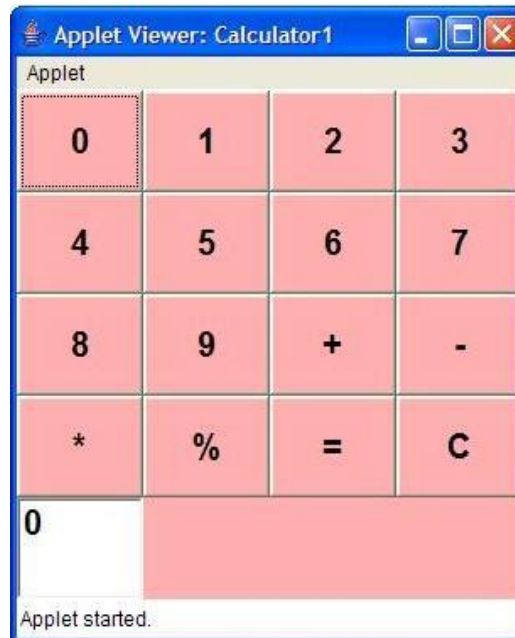 Applet Viewer: Calculator1
Applet
0 1 2 3
4 5 6 7
8 9 + -
* % = C
0
Applet started.